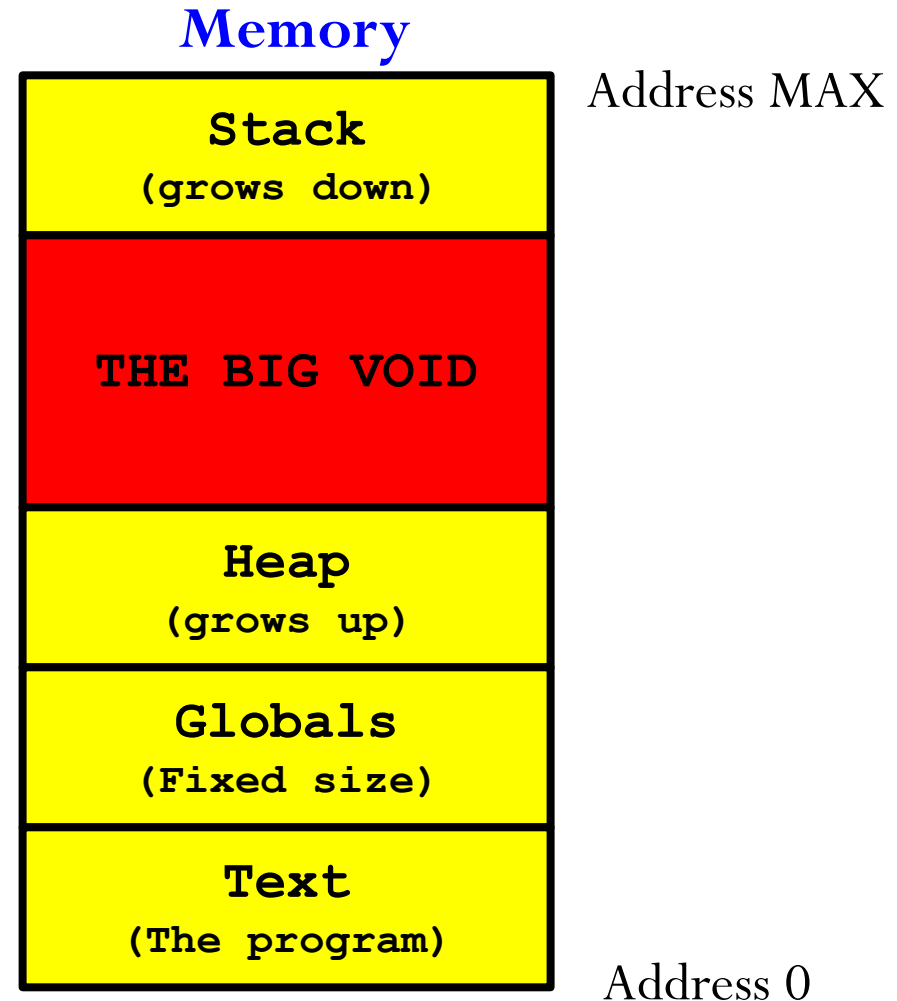 Memory
Address MAX
Stack
(grows down)
THE BIG VOID
Heap
(grows up)
Globals
(Fixed size)
Text
(The program)
Address 0